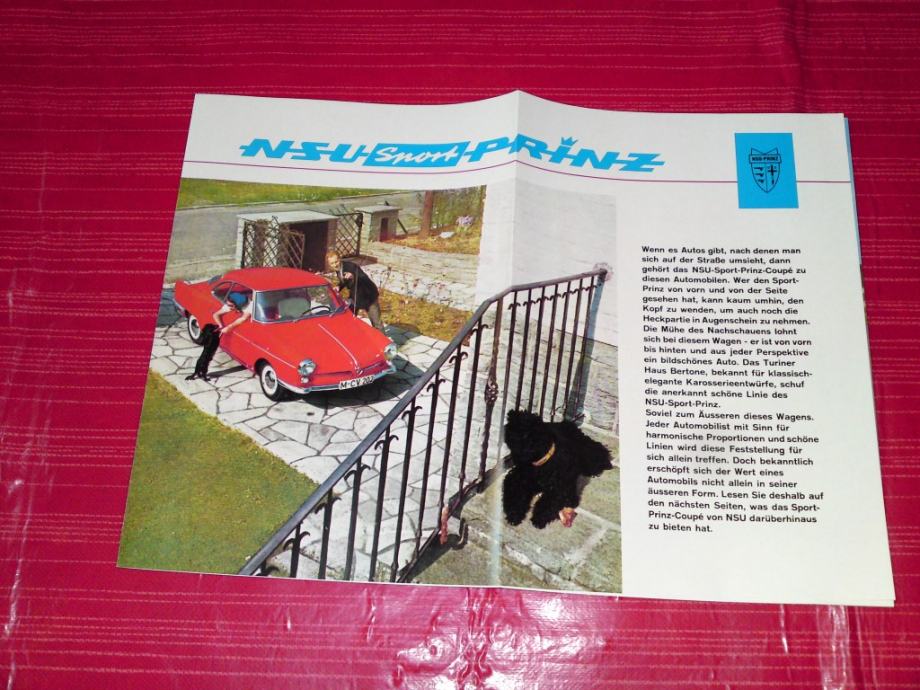 NSU Sport PRINZ
NSU-PRINZ
Wenn es Autos gibt, nach denen man
sich auf der Straße umsieht, dann
gehört das NSU-Sport-Prinz-Coupé zu
diesen Automobilen. Wer den Sport-
Prinz von vorn und von der Seite
gesehen hat, kann kaum umhin, den
Kopf zu wenden, um auch noch die
Heckpartie in Augenschein zu nehmen.
Die Mühe des Nachschauens lohnt
sich bei diesem Wagen - er ist von vorn
bis hinten und aus jeder Perspektive
ein bildschönes Auto. Das Turiner
Haus Bertone, bekannt für klassisch-
elegante Karosserieentwürfe, schuf
die anerkannt schöne Linie des
NSU-Sport-Prinz.
Soviel zum Äusseren dieses Wagens.
Jeder Automobilist mit Sinn für
harmonische Proportionen und schöne
Linien wird diese Feststellung für
sich allein treffen. Doch bekanntlich
erschöpft sich der Wert eines
Automobils nicht allein in seiner
äusseren Form. Lesen Sie deshalb auf
den nächsten Seiten, was das Sport-
Prinz-Coupé von NSU darüberhinaus
zu bieten hat.
M-CV 202